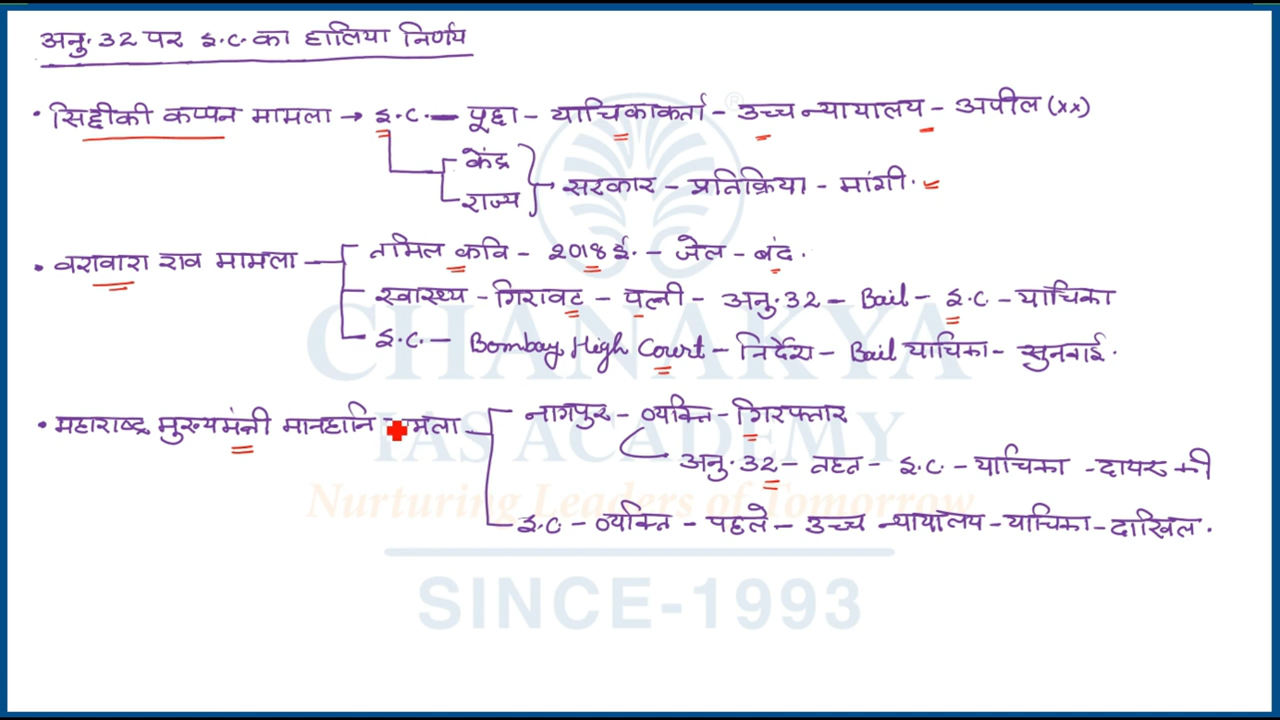 अनु. 32 पर S.C. का हालिया निर्णय
• सिद्दीकी कप्पन मामला → S.C. — पूछा - याचिकाकर्ता - उच्च न्यायालय - अपील (xx)
केंद्र
राज्य
सरकार - प्रतिक्रिया - मांगी.
• वरावारा राव मामला
तमिल कवि - 2018 ई. - जेल - बंद.
स्वास्थ्य - गिरावट - पत्नी - अनु. 32 - Bail - S.C - याचिका
S.C. - Bombay High Court - निर्देश - Bail याचिका - सुनवाई.
• महाराष्ट्र मुख्यमंत्री मानहानि मामला
नागपुर - व्यक्ति - गिरफ्तार
अनु. 32 - तहत - S.C. - याचिका - दायर की
S.C - व्यक्ति - पहले - उच्च न्यायालय - याचिका - दाखिल.
CHANAKYA
IAS ACADEMY
Nurturing Leaders of Tomorrow
SINCE-1993